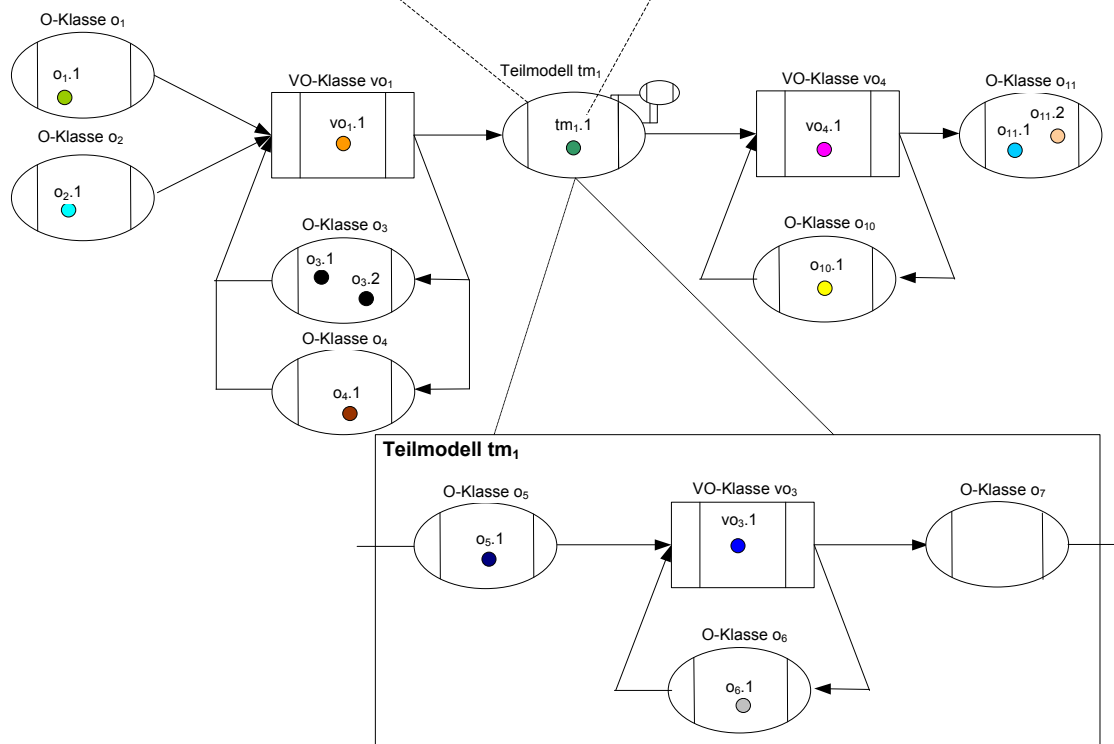 O-Klasse o₁
o₁.1
O-Klasse o₂
o₂.1
VO-Klasse vo₁
vo₁.1
O-Klasse o₃
o₃.1
o₃.2
O-Klasse o₄
o₄.1
Teilmodell tm₁
tm₁.1
VO-Klasse vo₄
vo₄.1
O-Klasse o₁₀
o₁₀.1
O-Klasse o₁₁
o₁₁.1
o₁₁.2
Teilmodell tm₁
O-Klasse o₅
o₅.1
VO-Klasse vo₃
vo₃.1
O-Klasse o₇
O-Klasse o₆
o₆.1